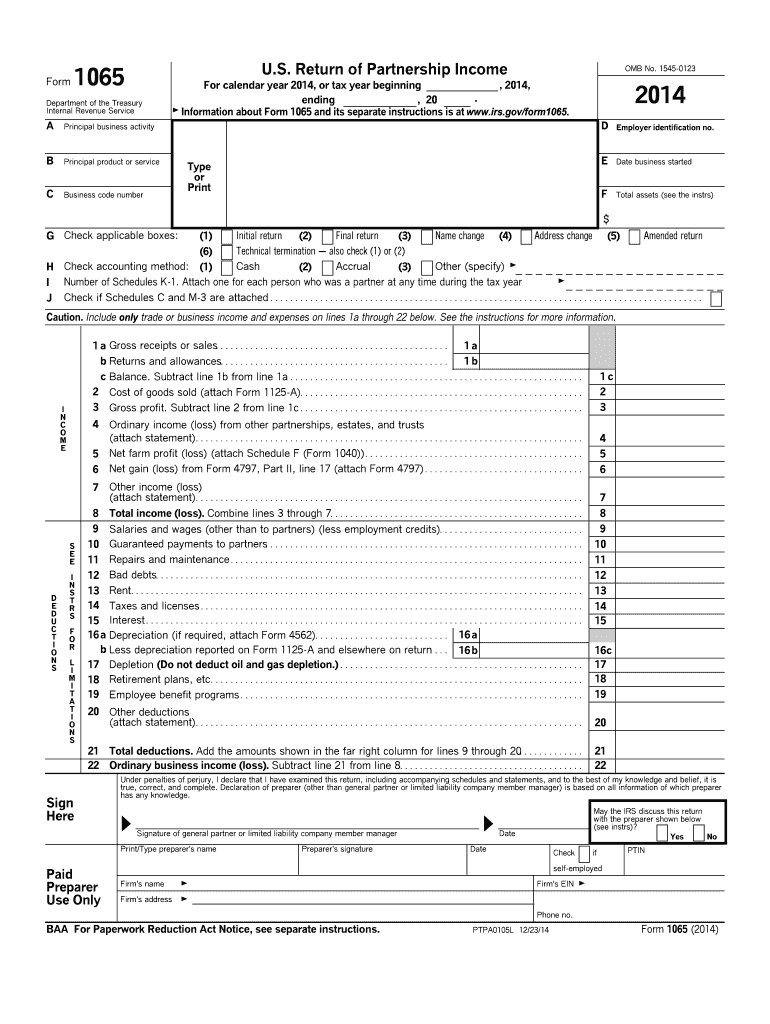 Form 1065
Department of the Treasury
Internal Revenue Service
U.S. Return of Partnership Income
For calendar year 2014, or tax year beginning ____________, 2014,
ending ____________, 20 ____.
► Information about Form 1065 and its separate instructions is at www.irs.gov/form1065.
OMB No. 1545-0123
2014
A Principal business activity
B Principal product or service
C Business code number
Type
or
Print
D Employer identification no.
E Date business started
F Total assets (see the instrs)
$
G Check applicable boxes: (1) Initial return (2) Final return (3) Name change (4) Address change (5) Amended return
(6) Technical termination — also check (1) or (2)
H Check accounting method: (1) Cash (2) Accrual (3) Other (specify) ►
I Number of Schedules K-1. Attach one for each person who was a partner at any time during the tax year ►
J Check if Schedules C and M-3 are attached
Caution. Include only trade or business income and expenses on lines 1a through 22 below. See the instructions for more information.
INCOME
1a Gross receipts or sales 1a
b Returns and allowances 1b
c Balance. Subtract line 1b from line 1a 1c
2 Cost of goods sold (attach Form 1125-A) 2
3 Gross profit. Subtract line 2 from line 1c 3
4 Ordinary income (loss) from other partnerships, estates, and trusts
(attach statement) 4
5 Net farm profit (loss) (attach Schedule F (Form 1040)) 5
6 Net gain (loss) from Form 4797, Part II, line 17 (attach Form 4797) 6
7 Other income (loss)
(attach statement) 7
8 Total income (loss). Combine lines 3 through 7 8
DEDUCTIONS
SEE INSTRS FOR LIMITATIONS
9 Salaries and wages (other than to partners) (less employment credits) 9
10 Guaranteed payments to partners 10
11 Repairs and maintenance 11
12 Bad debts 12
13 Rent 13
14 Taxes and licenses 14
15 Interest 15
16a Depreciation (if required, attach Form 4562) 16a
b Less depreciation reported on Form 1125-A and elsewhere on return 16b 16c
17 Depletion (Do not deduct oil and gas depletion.) 17
18 Retirement plans, etc 18
19 Employee benefit programs 19
20 Other deductions
(attach statement) 20
21 Total deductions. Add the amounts shown in the far right column for lines 9 through 20 21
22 Ordinary business income (loss). Subtract line 21 from line 8 22
Sign
Here
Under penalties of perjury, I declare that I have examined this return, including accompanying schedules and statements, and to the best of my knowledge and belief, it is
true, correct, and complete. Declaration of preparer (other than general partner or limited liability company member manager) is based on all information of which preparer
has any knowledge.
Signature of general partner or limited liability company member manager
Date
May the IRS discuss this return
with the preparer shown below
(see instrs)?
Yes No
Paid
Preparer
Use Only
Print/Type preparer's name
Preparer's signature
Date
Check if
self-employed
PTIN
Firm's name ►
Firm's EIN ►
Firm's address ►
Phone no.
BAA For Paperwork Reduction Act Notice, see separate instructions.
PTPA0105L 12/23/14
Form 1065 (2014)